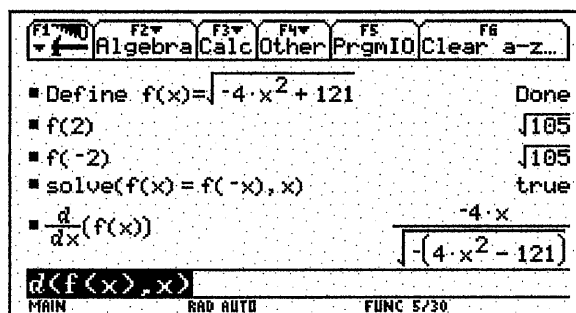 F1 F2 F3 F4 F5 F6
Algebra Calc Other PrgmIO Clear a-z…
▪ Define f(x)=√(-4·x²+121) Done
▪ f(2) √105
▪ f(-2) √105
▪ solve(f(x)=f(-x),x) true
▪ d/dx(f(x)) -4·x/√(-(4·x²-121))
d(f(x),x)
MAIN RAD AUTO FUNC 5/30